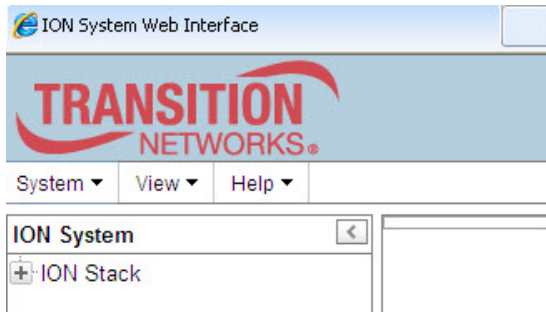 ION System Web Interface
TRANSITION
NETWORKS®
System View Help
ION System
ION Stack